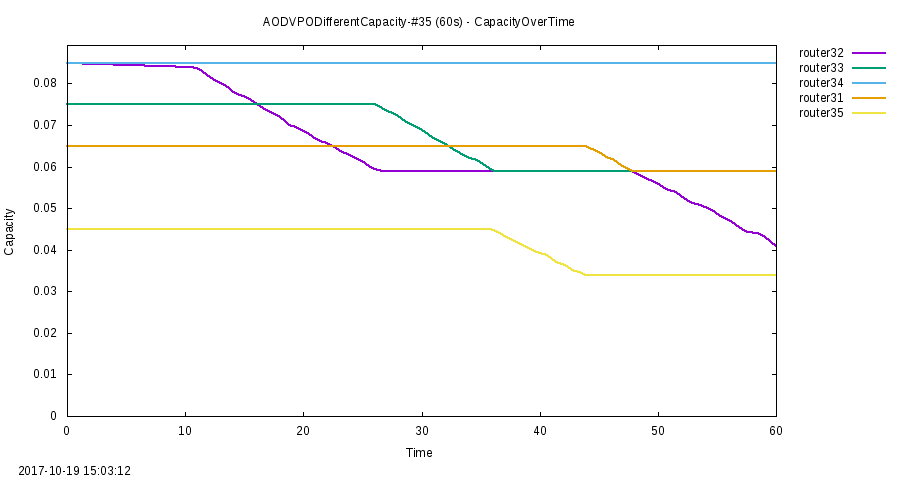 AODVPODifferentCapacity-#35 (60s) - CapacityOverTime
router32
router33
router34
router31
router35
0.08
0.07
0.06
0.05
0.04
0.03
0.02
0.01
0
Capacity
0 10 20 30 40 50 60
Time
2017-10-19 15:03:12